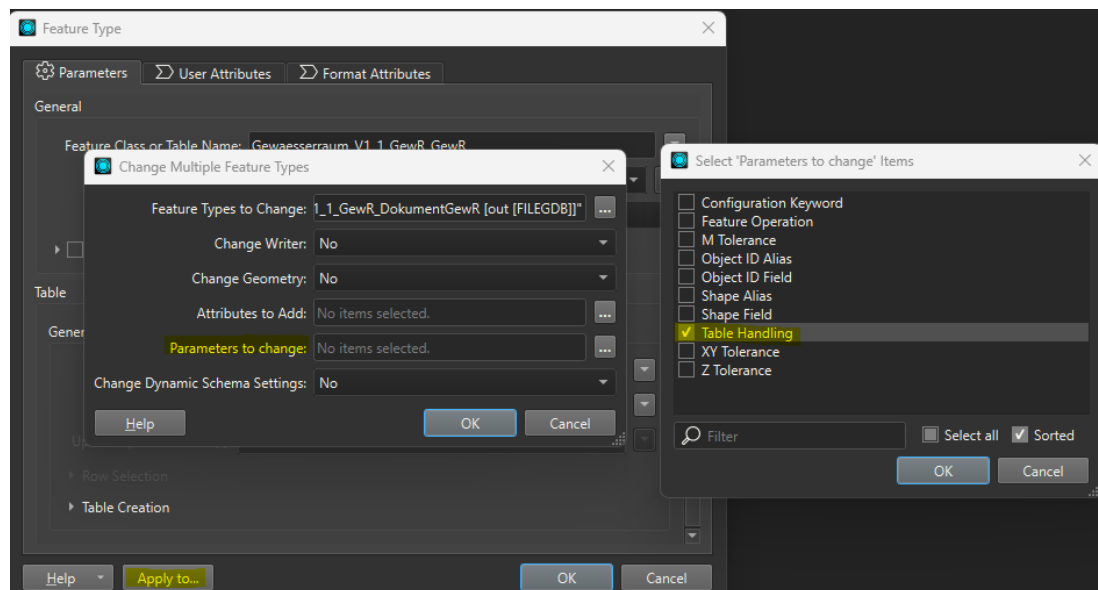 Feature Type
Parameters
User Attributes
Format Attributes
General
Feature Class or Table Name: Gewaesserraum_V1_1_GewR_GewR
Change Multiple Feature Types
Feature Types to Change: 1_1_GewR_DokumentGewR [out [FILEGDB]]" ...
Change Writer: No
Change Geometry: No
Attributes to Add: No items selected. ...
Parameters to change: No items selected. ...
Change Dynamic Schema Settings: No
Help
OK
Cancel
Table
Gener
Row Selection
Table Creation
Help
Apply to...
OK
Cancel
Select 'Parameters to change' Items
Configuration Keyword
Feature Operation
M Tolerance
Object ID Alias
Object ID Field
Shape Alias
Shape Field
Table Handling
XY Tolerance
Z Tolerance
Filter
Select all
Sorted
OK
Cancel